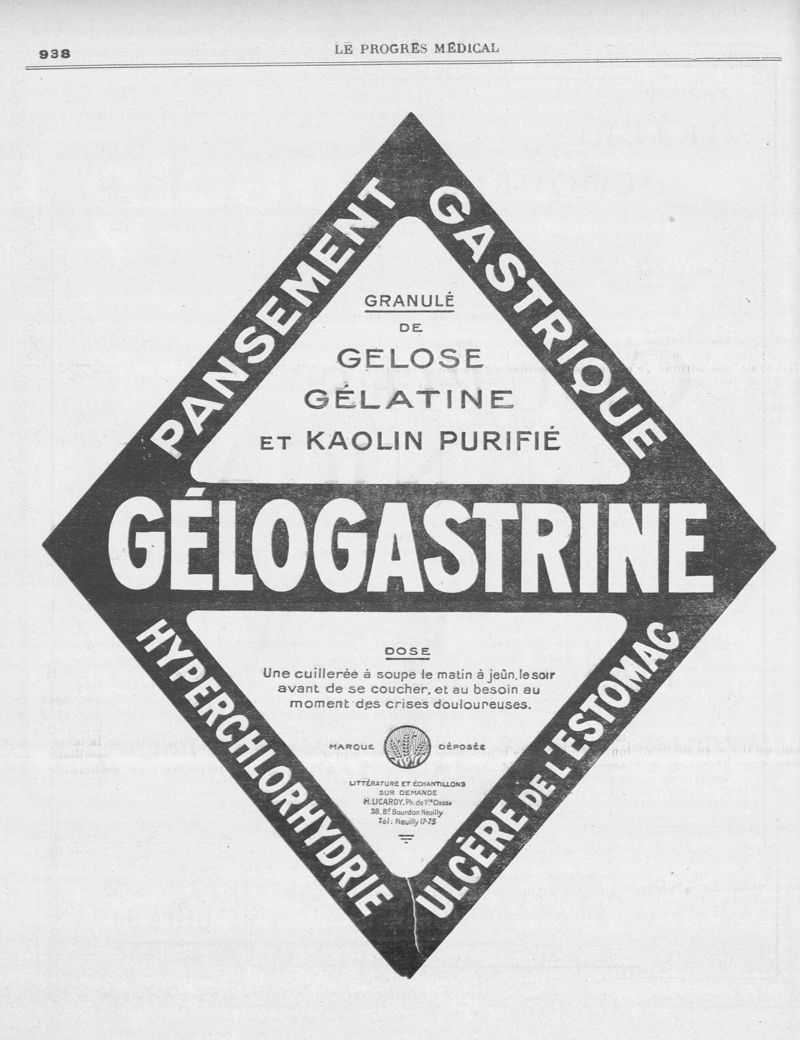 938
LE PROGRÈS MÉDICAL
PANSEMENT GASTRIQUE
GRANULÉ
DE
GELOSE
GÉLATINE
ET KAOLIN PURIFIÉ
GÉLOGASTRINE
DOSE
Une cuillerée à soupe le matin à jeûn, le soir
avant de se coucher, et au besoin au
moment des crises douloureuses.
MARQUE DÉPOSÉE
LITTÉRATURE ET ÉCHANTILLONS
SUR DEMANDE
H. LICARDY, Ph. de 1re Classe
38, Bd Bourdon Neuilly
Tél: Neuilly 17-75
HYPERCHLORHYDRIE
ULCÈRE DE L'ESTOMAC